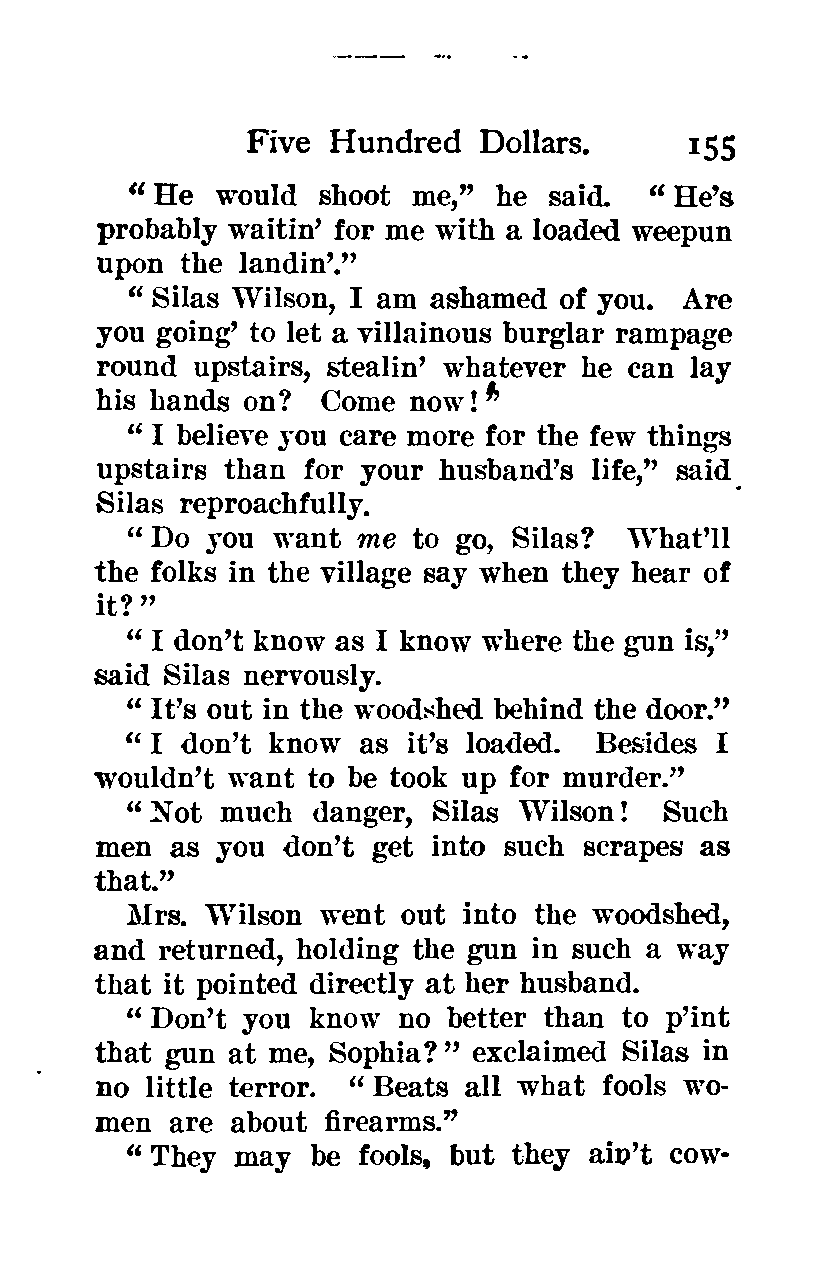 Five Hundred Dollars. 155
“He would shoot me,” he said. “He’s
probably waitin’ for me with a loaded weepun
upon the landin’.”
“Silas Wilson, I am ashamed of you. Are
you going’ to let a villainous burglar rampage
round upstairs, stealin’ whatever he can lay
his hands on? Come now!”
“I believe you care more for the few things
upstairs than for your husband’s life,” said
Silas reproachfully.
“Do you want me to go, Silas? What’ll
the folks in the village say when they hear of
it?”
“I don’t know as I know where the gun is,”
said Silas nervously.
“It’s out in the woodshed behind the door.”
“I don’t know as it’s loaded. Besides I
wouldn’t want to be took up for murder.”
“Not much danger, Silas Wilson! Such
men as you don’t get into such scrapes as
that.”
Mrs. Wilson went out into the woodshed,
and returned, holding the gun in such a way
that it pointed directly at her husband.
“Don’t you know no better than to p’int
that gun at me, Sophia?” exclaimed Silas in
no little terror. “Beats all what fools wo-
men are about firearms.”
“They may be fools, but they ain’t cow-